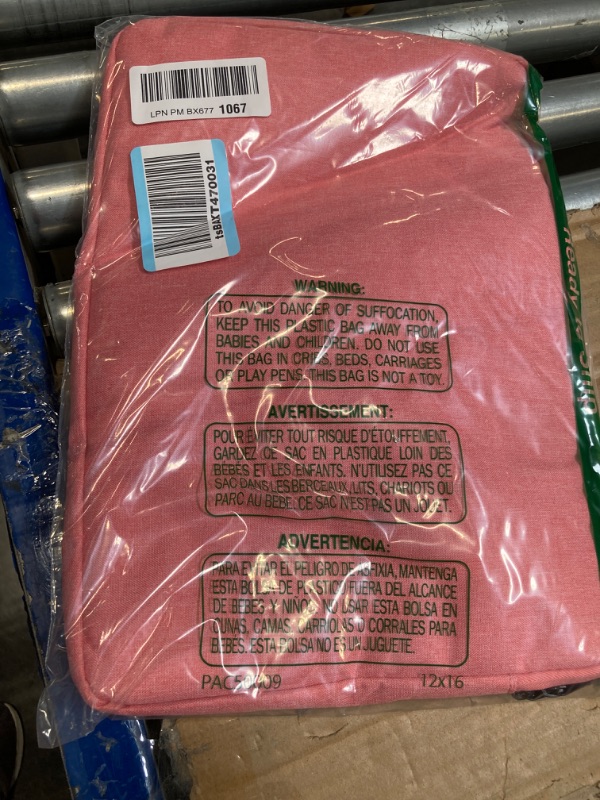 LPN PM BX677 1067
tsBAXT470031
WARNING:
TO AVOID DANGER OF SUFFOCATION,
KEEP THIS PLASTIC BAG AWAY FROM
BABIES AND CHILDREN. DO NOT USE
THIS BAG IN CRIBS, BEDS, CARRIAGES
OR PLAY PENS. THIS BAG IS NOT A TOY.
AVERTISSEMENT:
POUR ÉVITER TOUT RISQUE D'ÉTOUFFEMENT,
GARDEZ CE SAC EN PLASTIQUE LOIN DES
BÉBÉS ET LES ENFANTS. N'UTILISEZ PAS CE
SAC DANS LES BERCEAUX, LITS, CHARIOTS OU
PARC AU BÉBÉ. CE SAC N'EST PAS UN JOUET.
ADVERTENCIA:
PARA EVITAR EL PELIGRO DE ASFIXIA, MANTENGA
ESTA BOLSA DE PLÁSTICO FUERA DEL ALCANCE
DE BEBÉS Y NIÑOS. NO USAR ESTA BOLSA EN
CUNAS, CAMAS, CARRIOLAS O CORRALES PARA
BEBES. ESTA BOLSA NO ES UN JUGUETE.
12x16
Ready
Ship